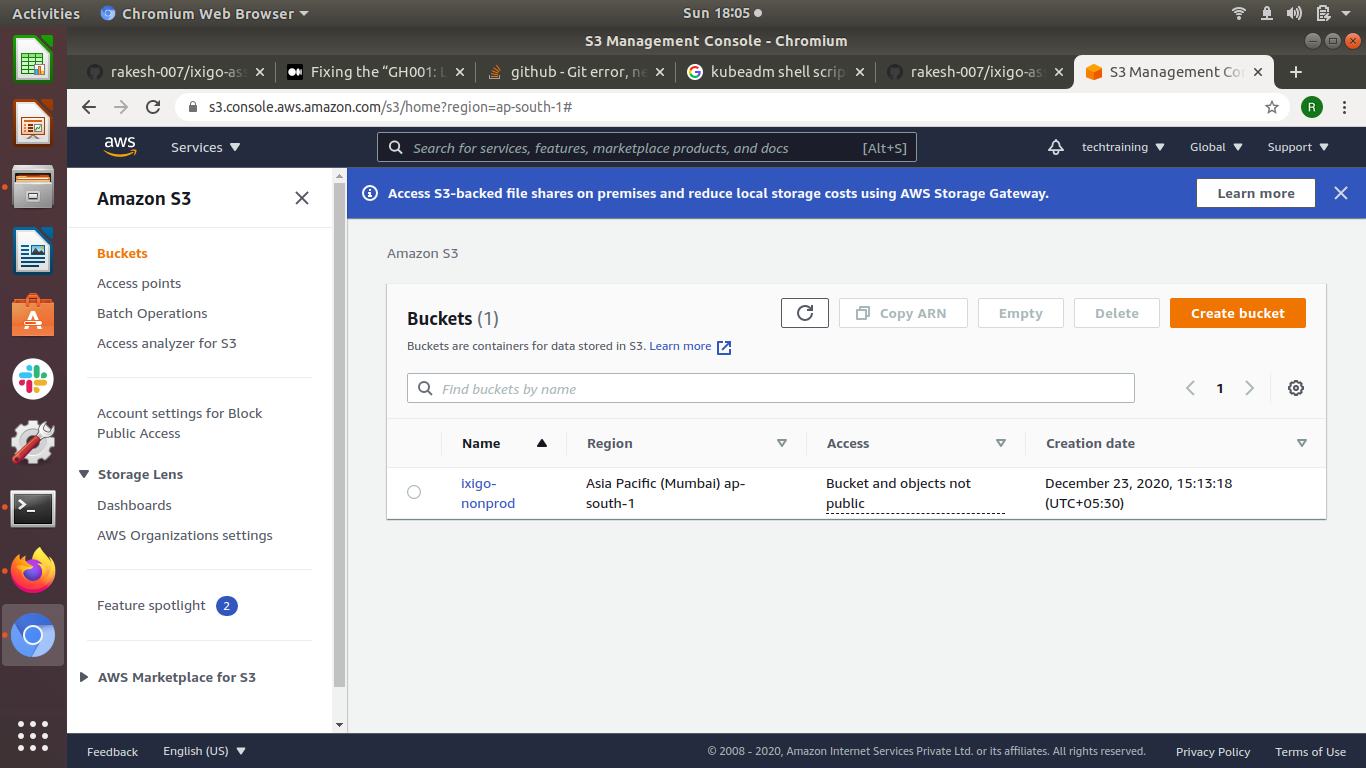 Activities
Chromium Web Browser
Sun 18:05
S3 Management Console - Chromium
rakesh-007/ixigo-ass
Fixing the “GH001: L
github - Git error, ne
kubeadm shell scrip
rakesh-007/ixigo-ass
S3 Management Con
s3.console.aws.amazon.com/s3/home?region=ap-south-1#
R
aws
Services
Search for services, features, marketplace products, and docs
[Alt+S]
techtraining
Global
Support
Amazon S3
Access S3-backed file shares on premises and reduce local storage costs using AWS Storage Gateway.
Learn more
Buckets
Access points
Batch Operations
Access analyzer for S3
Account settings for Block
Public Access
Storage Lens
Dashboards
AWS Organizations settings
Feature spotlight 2
AWS Marketplace for S3
Amazon S3
Buckets (1)
Copy ARN
Empty
Delete
Create bucket
Buckets are containers for data stored in S3. Learn more
Find buckets by name
1
Name
Region
Access
Creation date
ixigo-
nonprod
Asia Pacific (Mumbai) ap-
south-1
Bucket and objects not
public
December 23, 2020, 15:13:18
(UTC+05:30)
Feedback
English (US)
© 2008 - 2020, Amazon Internet Services Private Ltd. or its affiliates. All rights reserved.
Privacy Policy
Terms of Use